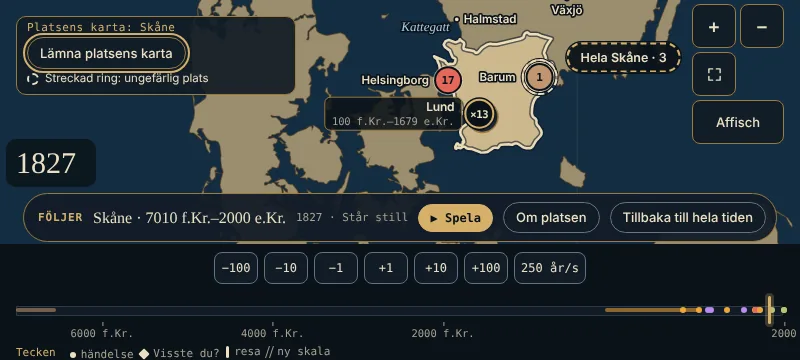 Växjö
Kattegatt
Halmstad
+
−
Platsens karta: Skåne
Lämna platsens karta
Streckad ring: ungefärlig plats
Helsingborg
17
Barum
1
Hela Skåne · 3
Lund
100 f.Kr.–1679 e.Kr.
×13
Affisch
1827
FÖLJER Skåne · 7010 f.Kr.–2000 e.Kr. 1827 · Står still
▶ Spela
Om platsen
Tillbaka till hela tiden
−100
−10
−1
+1
+10
+100
250 år/s
6000 f.Kr.
4000 f.Kr.
2000 f.Kr.
2000
Tecken
händelse
Visste du?
resa
// ny skala